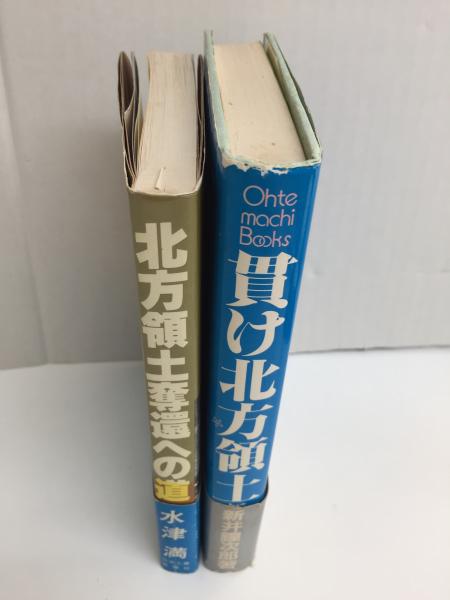 北方領土奪還への道
水津 満
Ohte
machi
Books
貫け北方領土